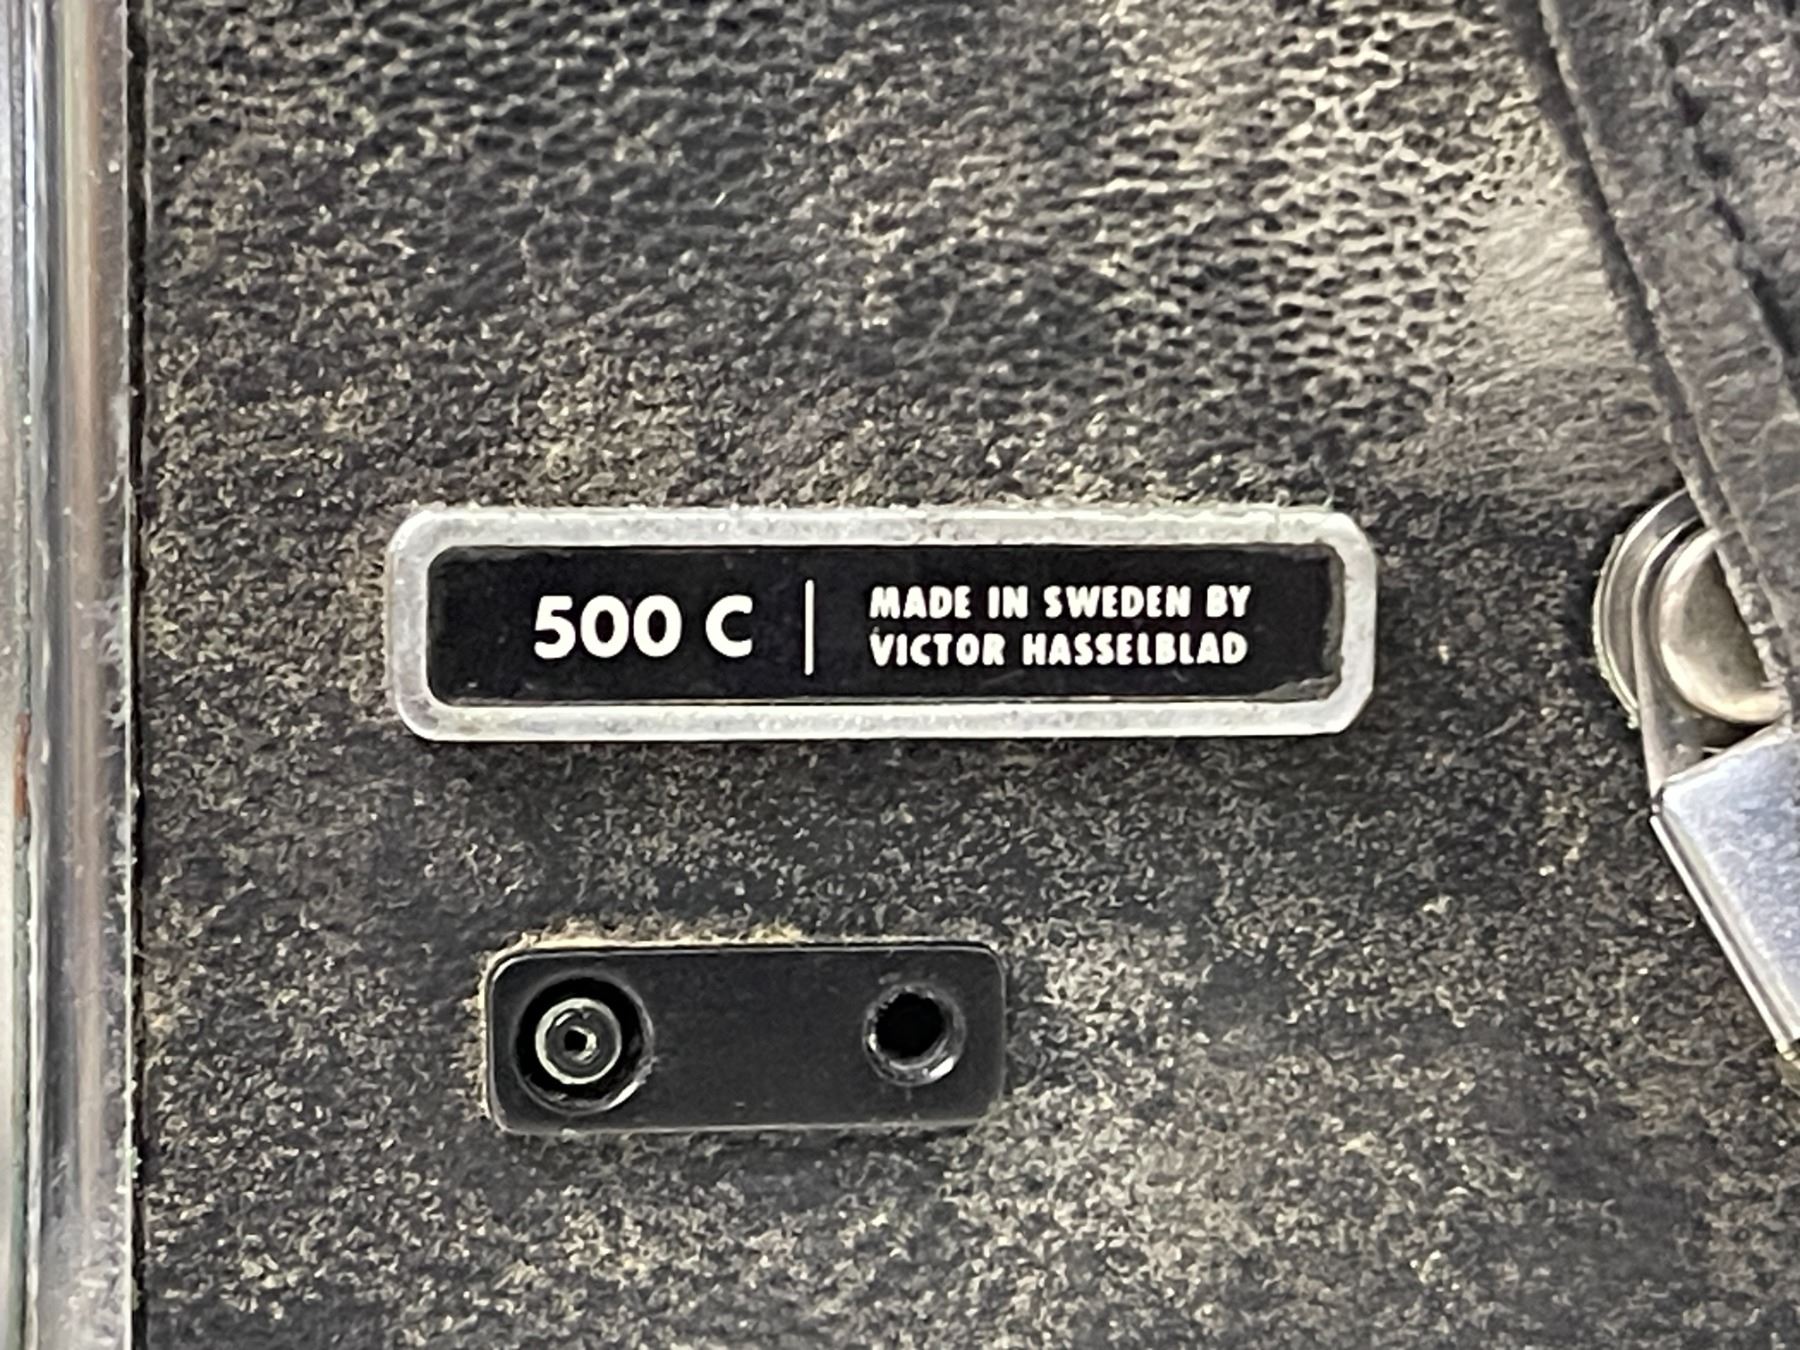 500 C
MADE IN SWEDEN BY
VICTOR HASSELBLAD